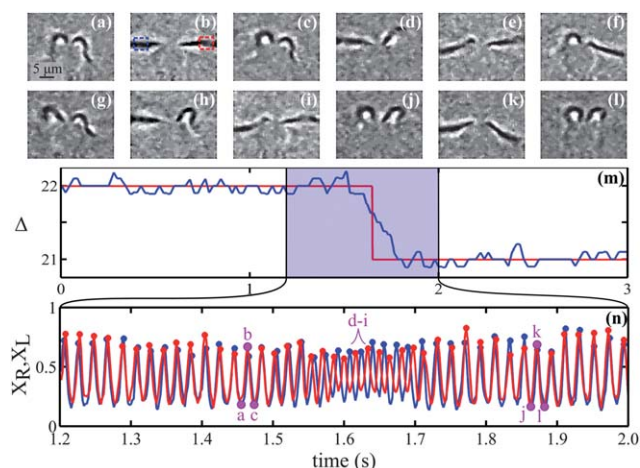 (a) (b) (c) (d) (e) (f)
5 μm
(g) (h) (i) (j) (k) (l)
(m)
22
Δ
21
0 1 2 3
(n)
1
d-i
b k
X_R,X_L
0.5
a c j l
0
1.2 1.3 1.4 1.5 1.6 1.7 1.8 1.9 2.0
time (s)